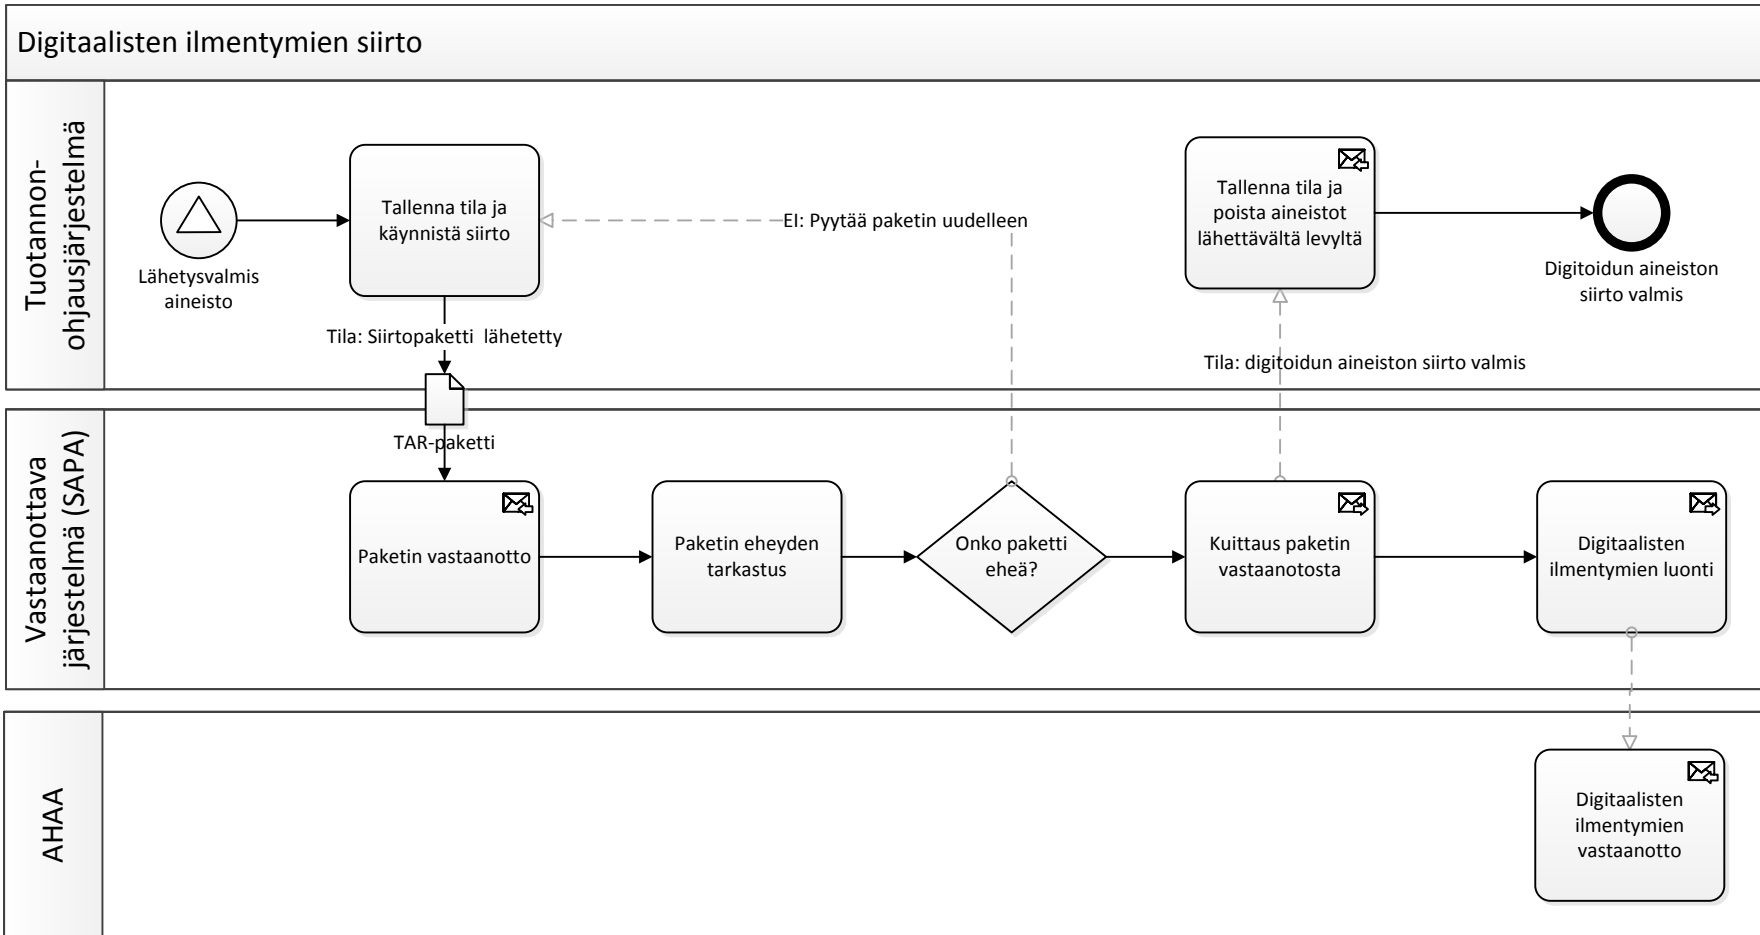 Digitaalisten ilmentymien siirto
Tuotannon-
ohjausjärjestelmä
Lähetysvalmis
aineisto
Tallenna tila ja
käynnistä siirto
EI: Pyytää paketin uudelleen
Tallenna tila ja
poista aineistot
lähettävältä levyltä
Digitoidun aineiston
siirto valmis
Tila: Siirtopaketti lähetetty
Tila: digitoidun aineiston siirto valmis
Vastaanottava
järjestelmä (SAPA)
TAR-paketti
Paketin vastaanotto
Paketin eheyden
tarkastus
Onko paketti
eheä?
Kuittaus paketin
vastaanotosta
Digitaalisten
ilmentymien luonti
AHAA
Digitaalisten
ilmentymien
vastaanotto